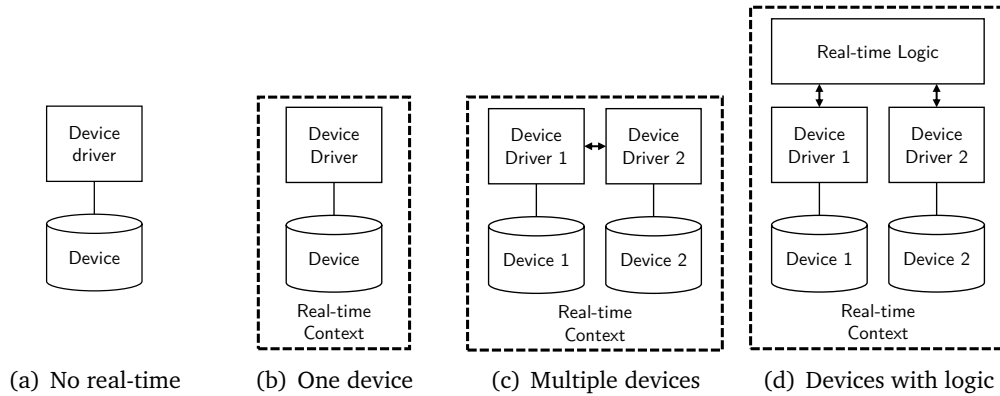 Device
driver
Device
(a) No real-time
Device
Driver
Device
Real-time
Context
(b) One device
Device
Driver 1
Device
Driver 2
Device 1
Device 2
Real-time
Context
(c) Multiple devices
Real-time Logic
Device
Driver 1
Device
Driver 2
Device 1
Device 2
Real-time
Context
(d) Devices with logic